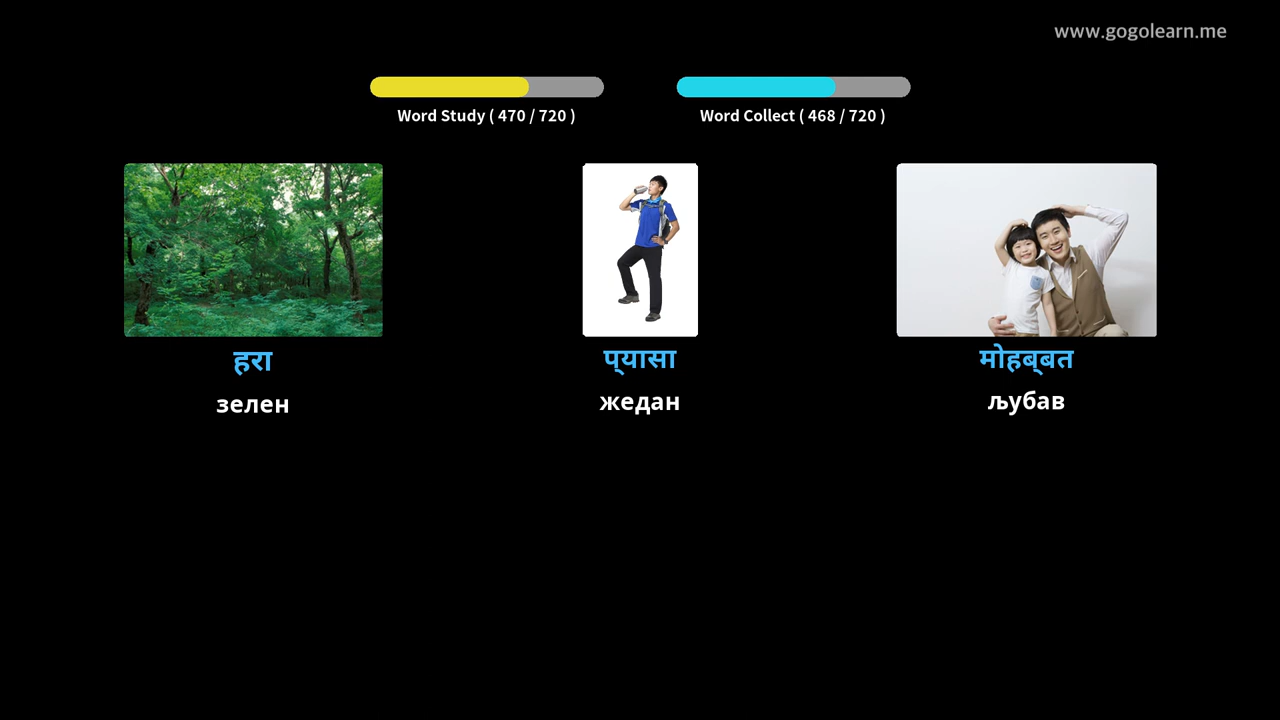 www.gogolearn.me
Word Study ( 470 / 720 )
Word Collect ( 468 / 720 )
हरा
प्यासा
मोहब्बत
зелен
жедан
љубав